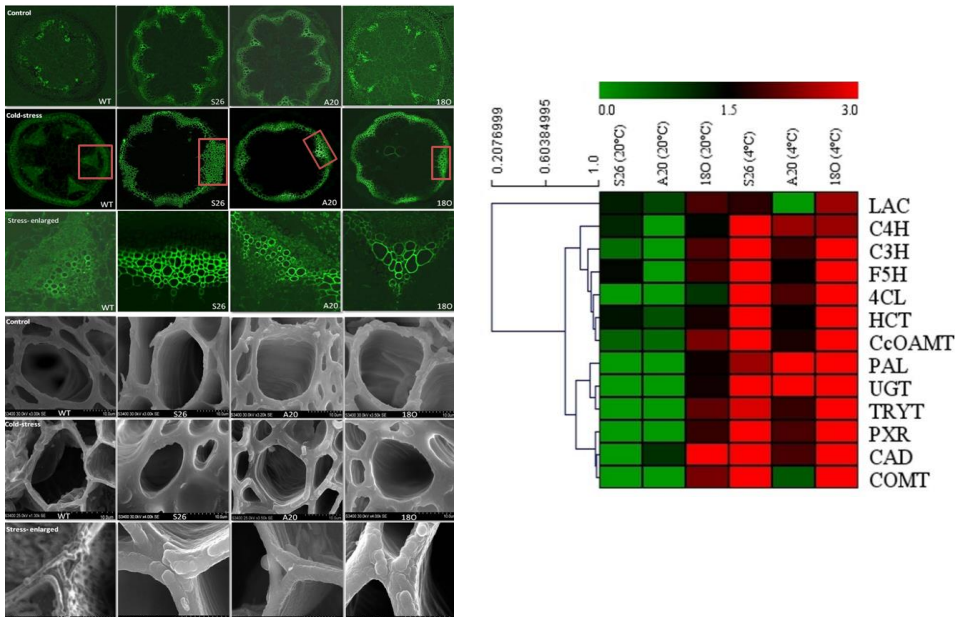 Control
WT S26 A20 18O
Cold-stress
WT S26 A20 18O
Stress- enlarged
WT S26 A20 18O
Control
WT S26 A20 18O
Cold-stress
WT S26 A20 18O
Stress- enlarged
0.0 1.5 3.0
0.2076999
0.60384995
1.0
S26 (20°C)
A20 (20°C)
18O (20°C)
S26 (4°C)
A20 (4°C)
18O (4°C)
LAC
C4H
C3H
F5H
4CL
HCT
CcOAMT
PAL
UGT
TRYT
PXR
CAD
COMT